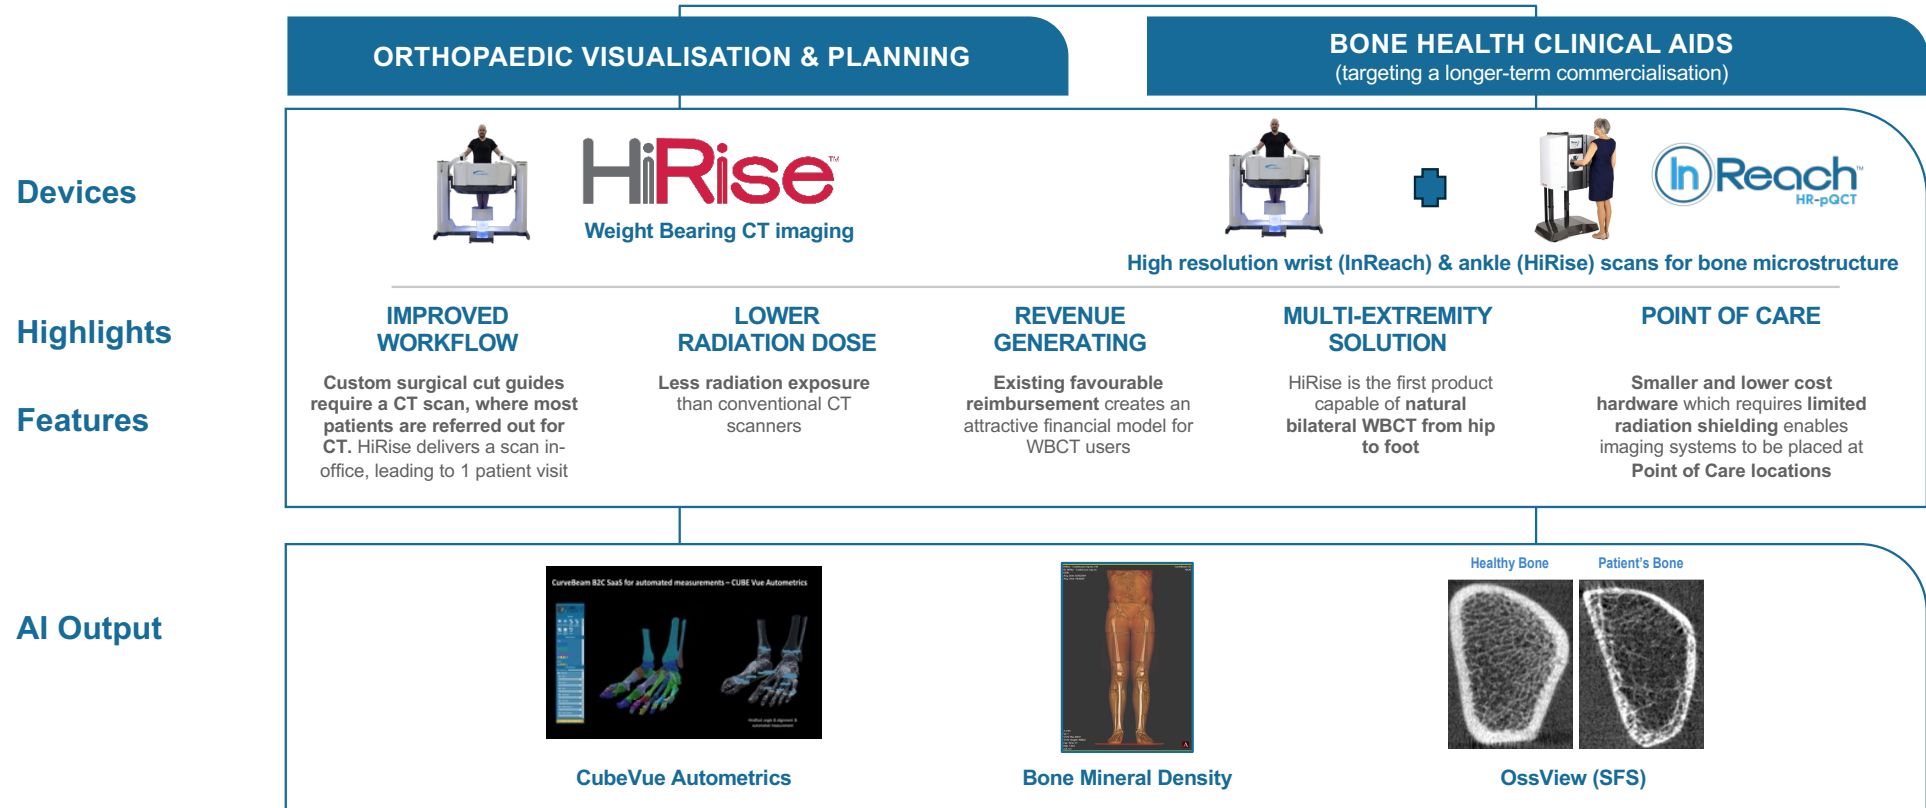 ORTHOPAEDIC VISUALISATION & PLANNING
BONE HEALTH CLINICAL AIDS
(targeting a longer-term commercialisation)
Devices
HiRise™
Weight Bearing CT imaging
InReach™
HR-pQCT
High resolution wrist (InReach) & ankle (HiRise) scans for bone microstructure
Highlights
IMPROVED
WORKFLOW
LOWER
RADIATION DOSE
REVENUE
GENERATING
MULTI-EXTREMITY
SOLUTION
POINT OF CARE
Features
Custom surgical cut guides
require a CT scan, where most
patients are referred out for
CT. HiRise delivers a scan in-
office, leading to 1 patient visit
Less radiation exposure
than conventional CT
scanners
Existing favourable
reimbursement creates an
attractive financial model for
WBCT users
HiRise is the first product
capable of natural
bilateral WBCT from hip
to foot
Smaller and lower cost
hardware which requires limited
radiation shielding enables
imaging systems to be placed at
Point of Care locations
AI Output
CurveBeam B2C SaaS for automated measurements – CUBE Vue Autometrics
Hindfoot angle & alignment &
automated measurement
CubeVue Autometrics
A
Bone Mineral Density
Healthy Bone
Patient's Bone
OssView (SFS)